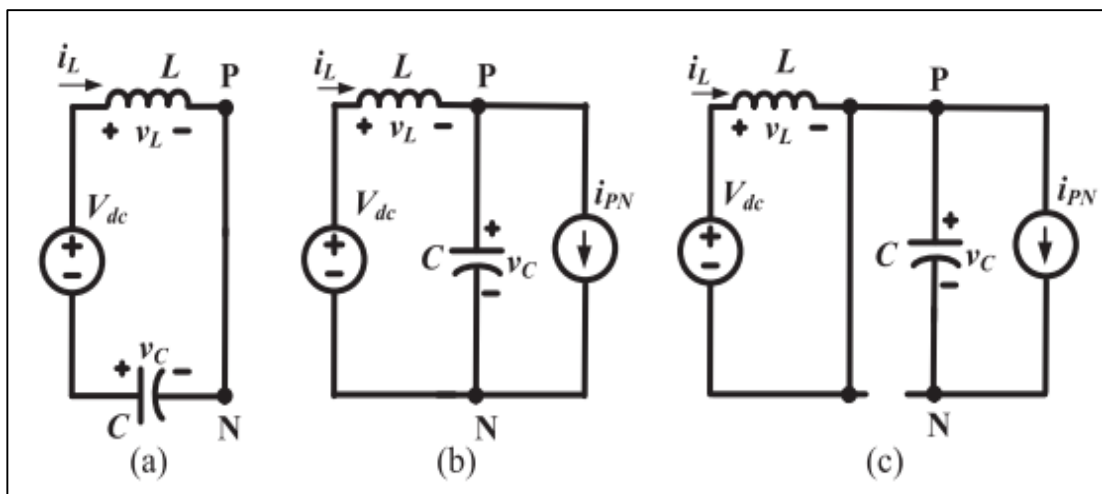 i_L L P
+ v_L −
V_dc
+
−
+ v_C −
C N
(a)
i_L L P
+ v_L −
V_dc
+
−
i_PN
+
C v_C
−
N
(b)
i_L L P
+ v_L −
V_dc
+
−
i_PN
+
C v_C
−
N
(c)